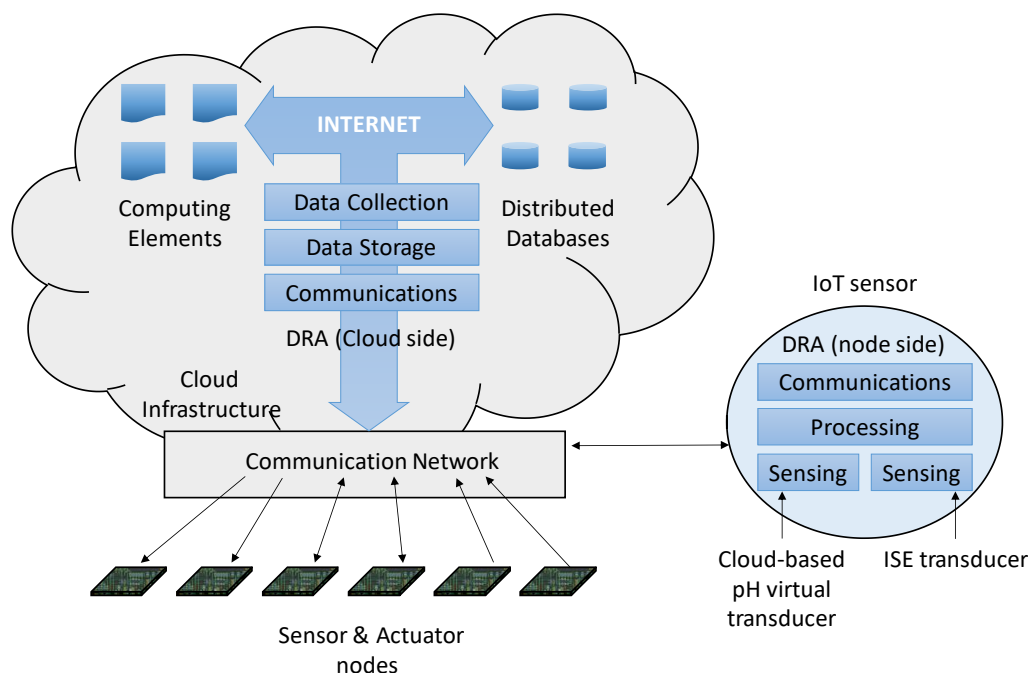 INTERNET
Computing
Elements
Data Collection
Data Storage
Communications
DRA (Cloud side)
Distributed
Databases
Cloud
Infrastructure
Communication Network
Sensor & Actuator
nodes
IoT sensor
DRA (node side)
Communications
Processing
Sensing
Sensing
Cloud-based
pH virtual
transducer
ISE transducer